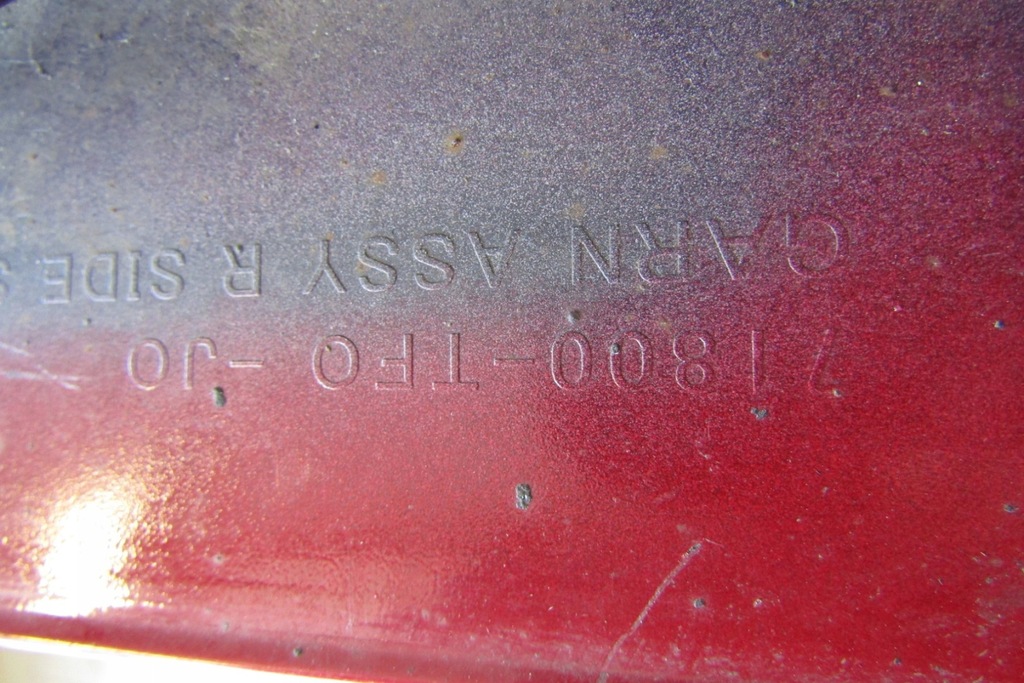 71800-TF0 -J0
GARN ASSY R SIDE